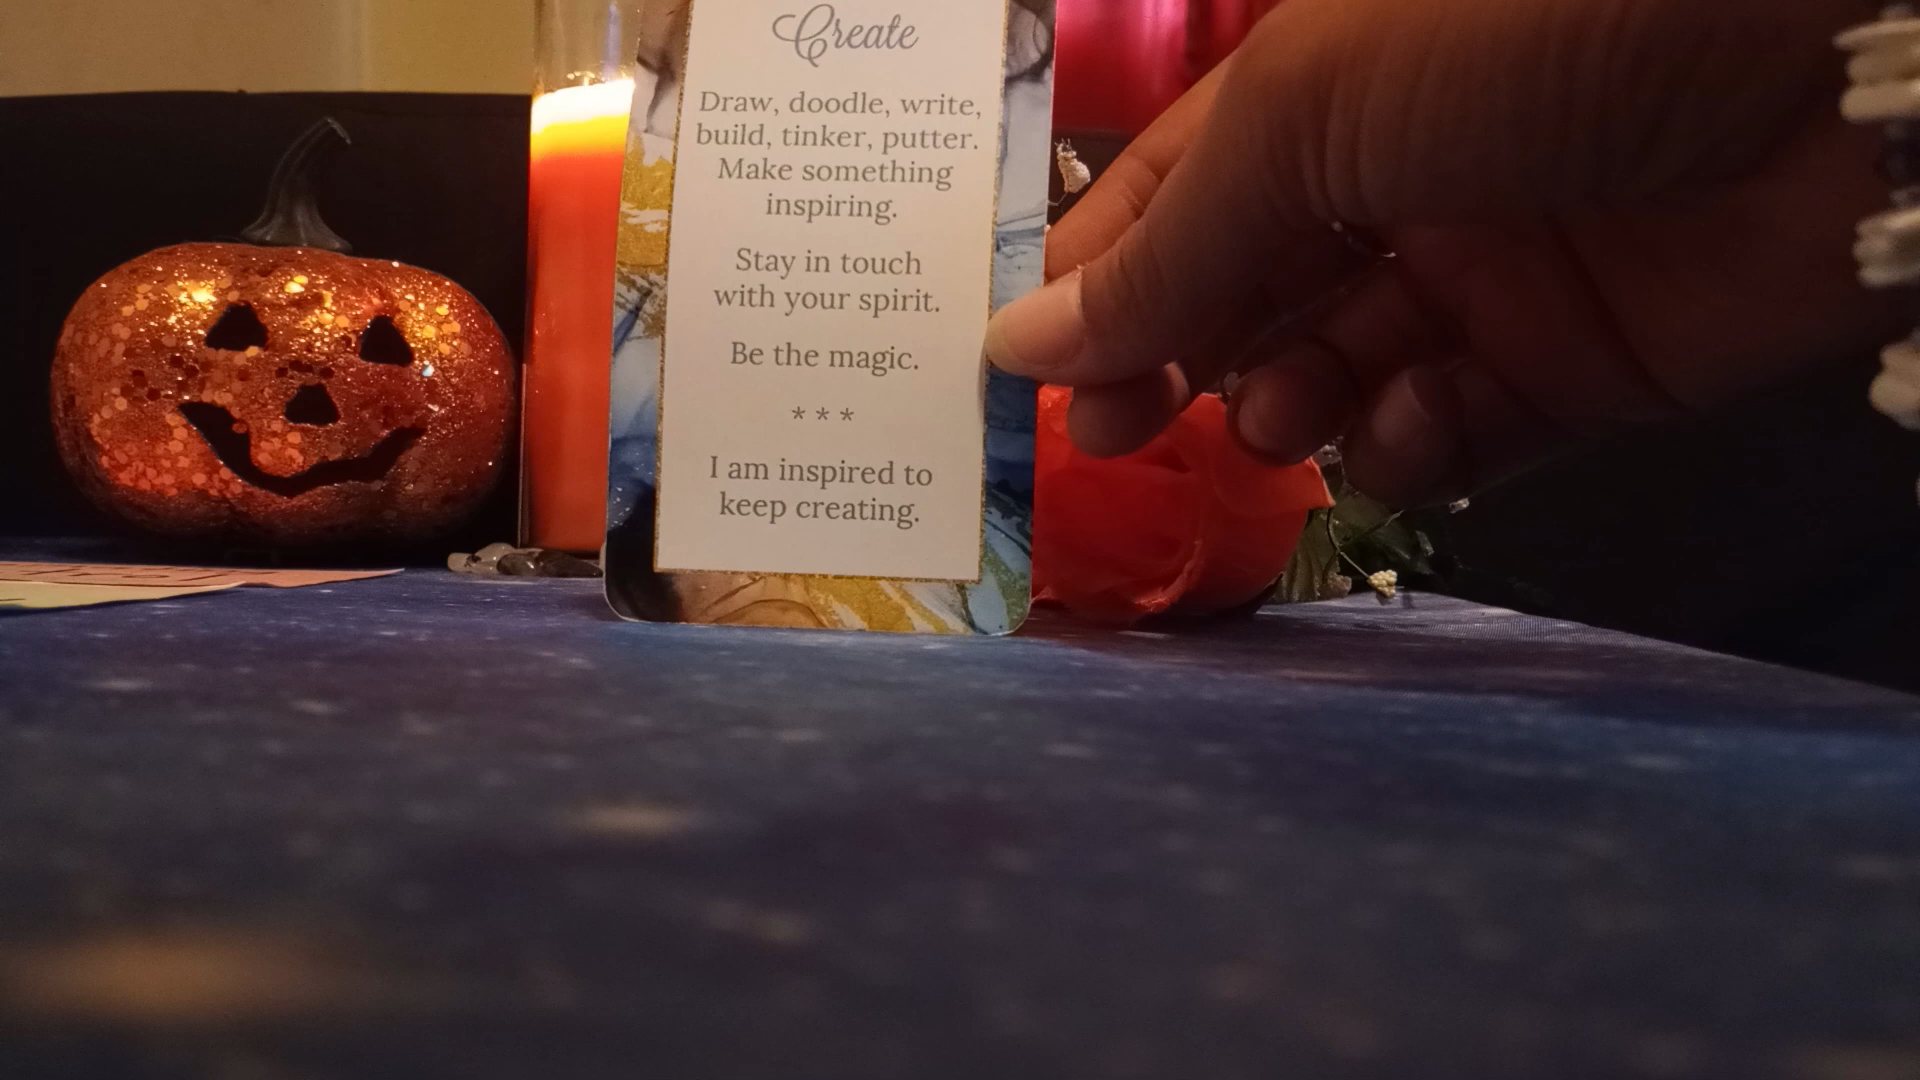 Create
Draw, doodle, write,
build, tinker, putter.
Make something
inspiring.
Stay in touch
with your spirit.
Be the magic.
* * *
I am inspired to
keep creating.